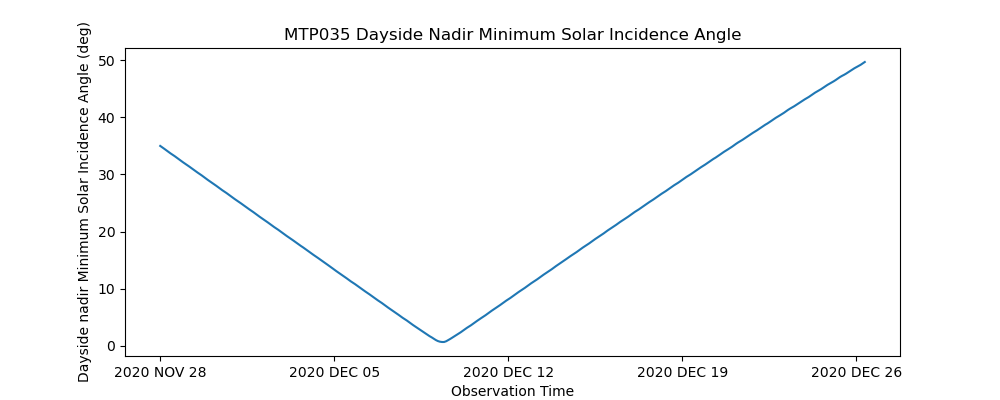 MTP035 Dayside Nadir Minimum Solar Incidence Angle
Dayside nadir Minimum Solar Incidence Angle (deg)
50
40
30
20
10
0
2020 NOV 28
2020 DEC 05
2020 DEC 12
2020 DEC 19
2020 DEC 26
Observation Time